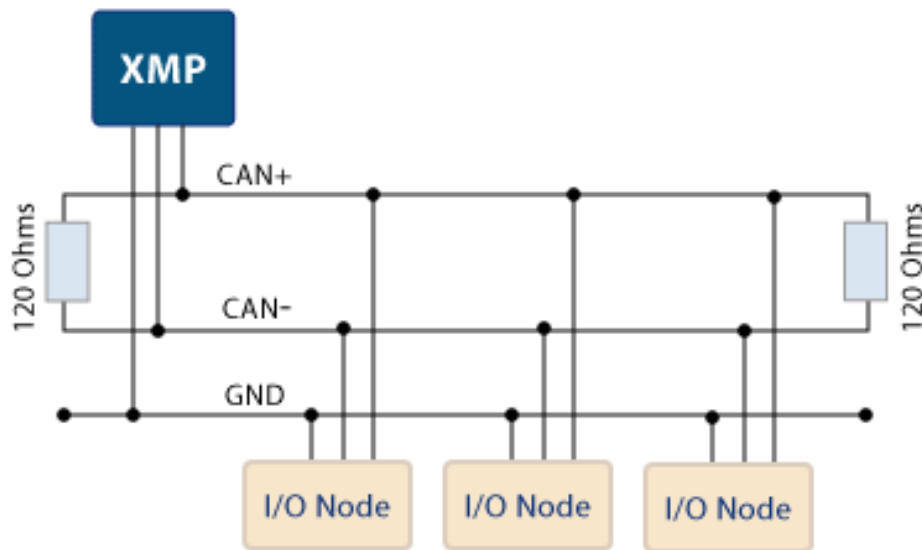 XMP
CAN+
120 Ohms
120 Ohms
CAN-
GND
I/O Node
I/O Node
I/O Node